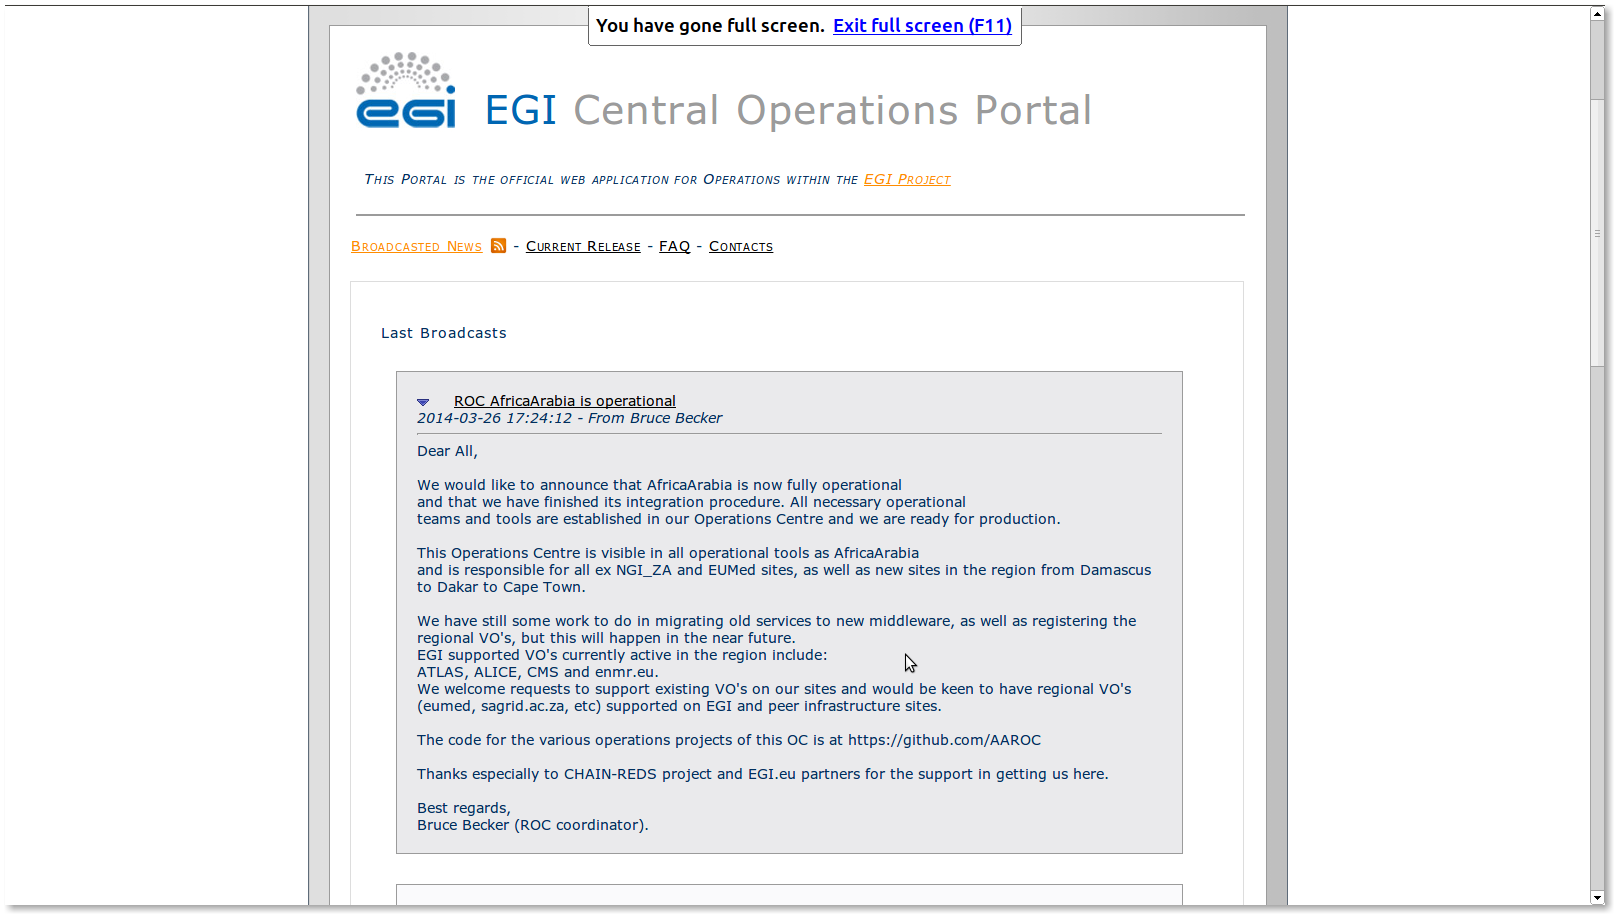 You have gone full screen. Exit full screen (F11)
egi
EGI Central Operations Portal
This Portal is the official web application for Operations within the EGI Project
Broadcasted News - Current Release - FAQ - Contacts
Last Broadcasts
ROC AfricaArabia is operational
2014-03-26 17:24:12 - From Bruce Becker
Dear All,
We would like to announce that AfricaArabia is now fully operational
and that we have finished its integration procedure. All necessary operational
teams and tools are established in our Operations Centre and we are ready for production.
This Operations Centre is visible in all operational tools as AfricaArabia
and is responsible for all ex NGI_ZA and EUMed sites, as well as new sites in the region from Damascus
to Dakar to Cape Town.
We have still some work to do in migrating old services to new middleware, as well as registering the
regional VO's, but this will happen in the near future.
EGI supported VO's currently active in the region include:
ATLAS, ALICE, CMS and enmr.eu.
We welcome requests to support existing VO's on our sites and would be keen to have regional VO's
(eumed, sagrid.ac.za, etc) supported on EGI and peer infrastructure sites.
The code for the various operations projects of this OC is at https://github.com/AAROC
Thanks especially to CHAIN-REDS project and EGI.eu partners for the support in getting us here.
Best regards,
Bruce Becker (ROC coordinator).